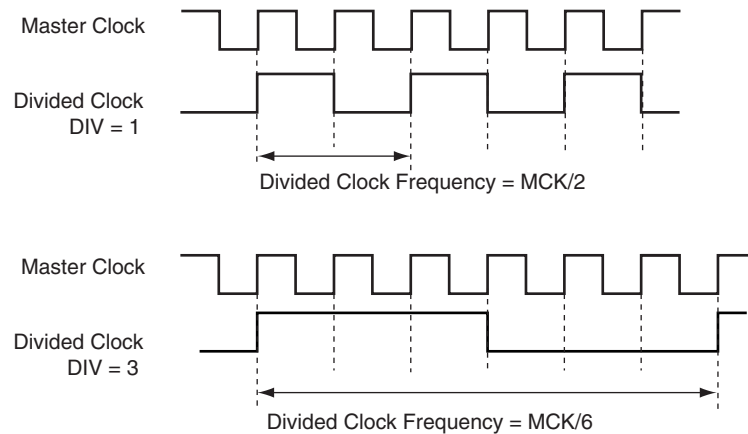 Master Clock
Divided Clock
DIV = 1
Divided Clock Frequency = MCK/2
Master Clock
Divided Clock
DIV = 3
Divided Clock Frequency = MCK/6